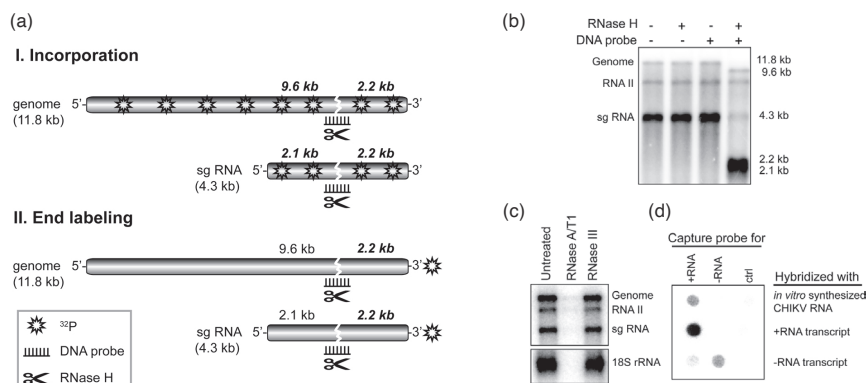 (a)
I. Incorporation
9.6 kb 2.2 kb
genome 5'- -3'
(11.8 kb)
2.1 kb 2.2 kb
sg RNA 5'- -3'
(4.3 kb)
II. End labeling
9.6 kb 2.2 kb
genome 5'- -3'
(11.8 kb)
2.1 kb 2.2 kb
sg RNA 5'- -3'
(4.3 kb)
32P
DNA probe
RNase H
(b)
RNase H - + - +
DNA probe - - + +
Genome 11.8 kb
9.6 kb
RNA II
sg RNA 4.3 kb
2.2 kb
2.1 kb
(c)
Untreated
RNase A/T1
RNase III
Genome
RNA II
sg RNA
18S rRNA
(d)
Capture probe for
+RNA
-RNA
ctrl
Hybridized with
in vitro synthesized
CHIKV RNA
+RNA transcript
-RNA transcript